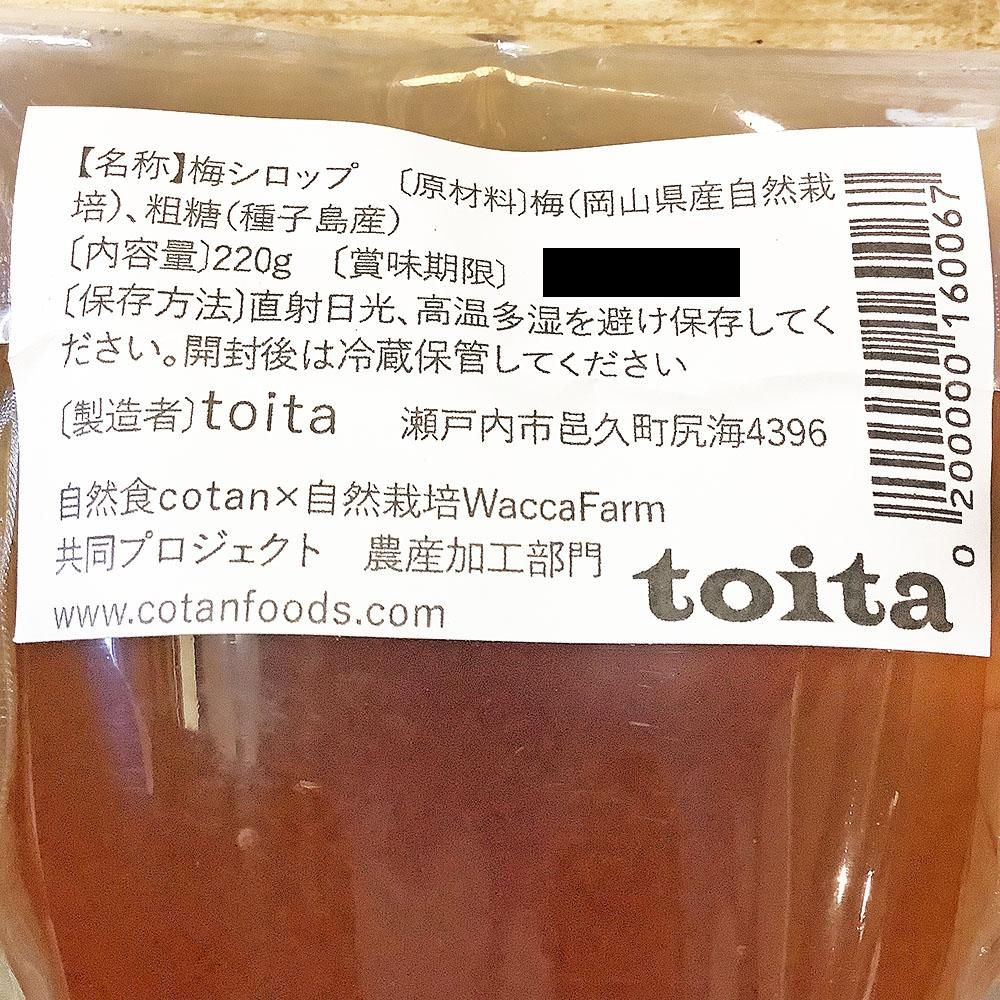 【名称】梅シロップ 〔原材料〕梅(岡山県産自然栽
培)、粗糖(種子島産)
〔内容量〕220g 〔賞味期限〕
〔保存方法〕直射日光、高温多湿を避け保存してく
ださい。開封後は冷蔵保管してください
〔製造者〕toita 瀬戸内市邑久町尻海4396
自然食cotan×自然栽培WaccaFarm
共同プロジェクト 農産加工部門
www.cotanfoods.com
toita
0 200000 160067